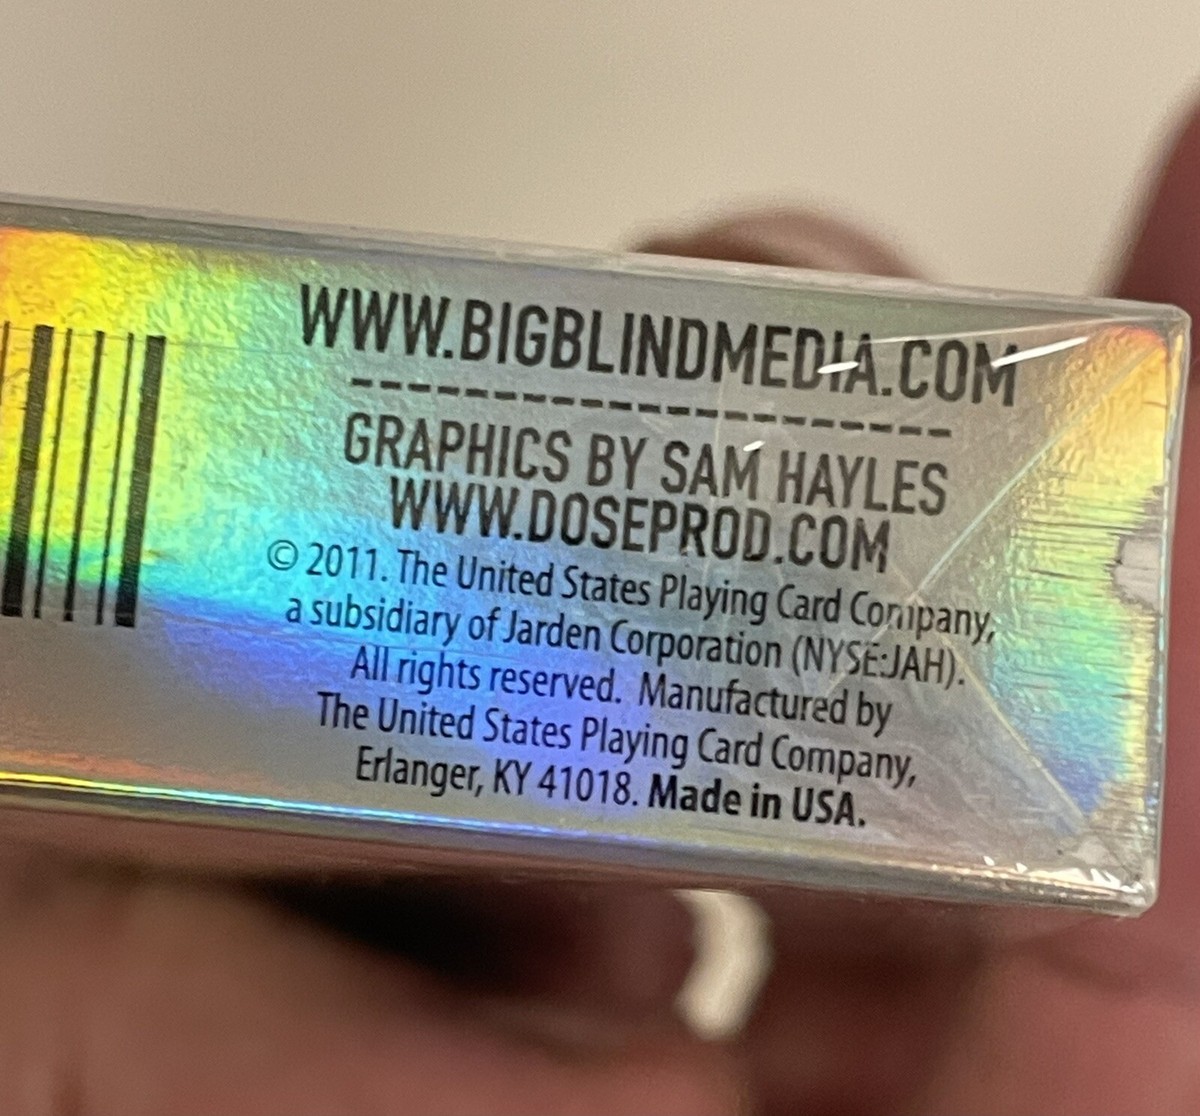 WWW.BIGBLINDMEDIA.COM
GRAPHICS BY SAM HAYLES
WWW.DOSEPROD.COM
© 2011. The United States Playing Card Company,
a subsidiary of Jarden Corporation (NYSE:JAH).
All rights reserved. Manufactured by
The United States Playing Card Company,
Erlanger, KY 41018. Made in USA.